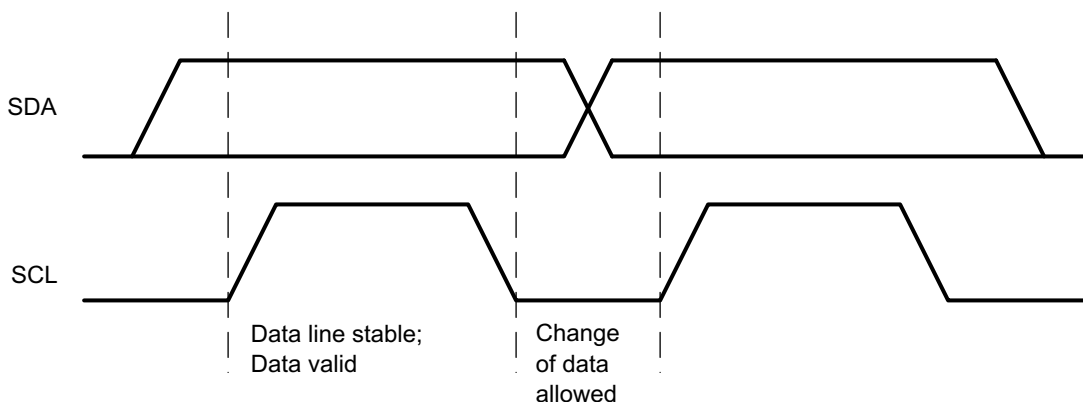 SDA
SCL
Data line stable;
Data valid
Change
of data
allowed